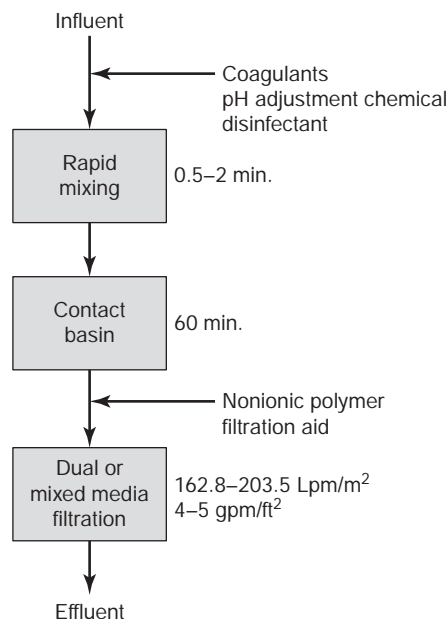 Influent
Coagulants
pH adjustment chemical
disinfectant
Rapid
mixing
0.5–2 min.
Contact
basin
60 min.
Nonionic polymer
filtration aid
Dual or
mixed media
filtration
162.8–203.5 Lpm/m²
4–5 gpm/ft²
Effluent